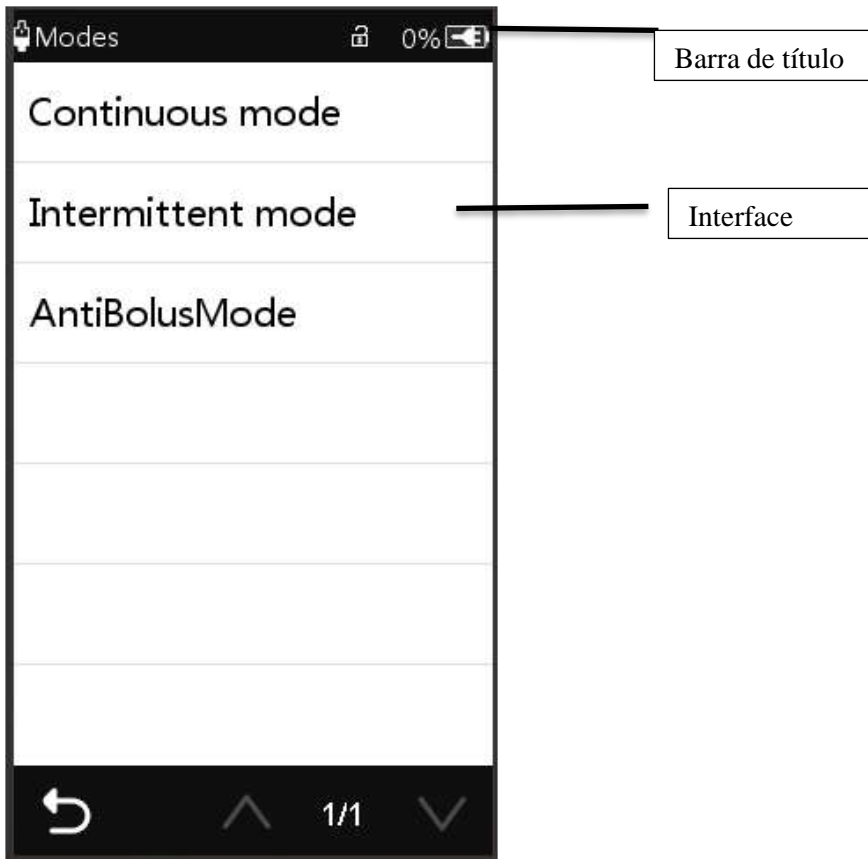 Modes 0%
Barra de título
Continuous mode
Intermittent mode
Interface
AntiBolusMode
1/1